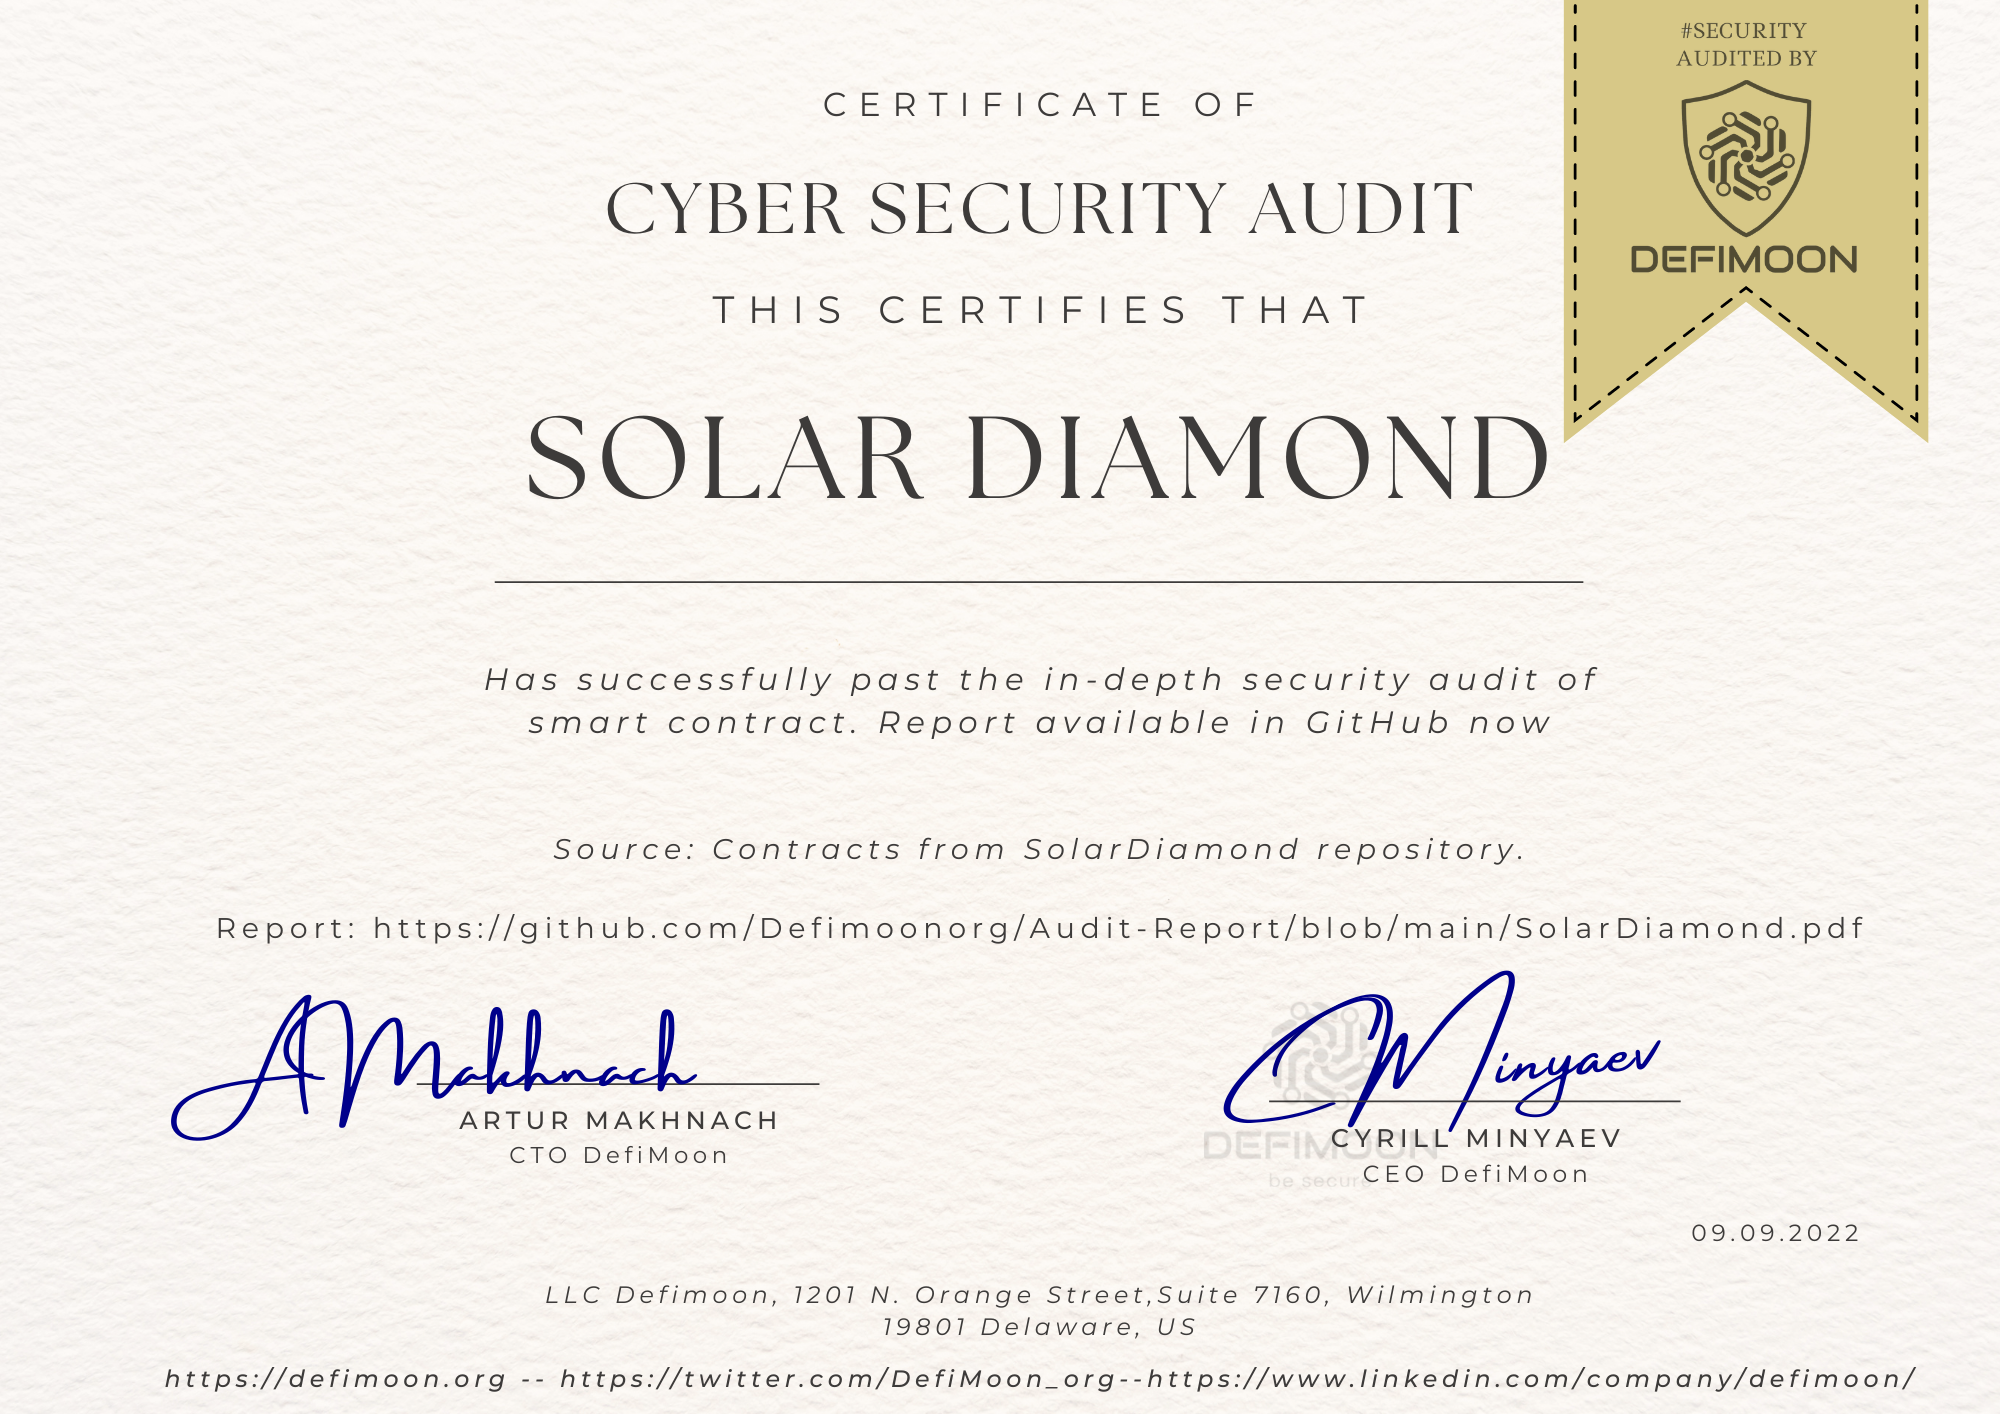 #SECURITY
AUDITED BY
DEFIMOON
CERTIFICATE OF
CYBER SECURITY AUDIT
THIS CERTIFIES THAT
SOLAR DIAMOND
Has successfully past the in-depth security audit of
smart contract. Report available in GitHub now
Source: Contracts from SolarDiamond repository.
Report: https://github.com/Defimoonorg/Audit-Report/blob/main/SolarDiamond.pdf
AMakhnach
ARTUR MAKHNACH
CTO DefiMoon
CMinyaev
DEFIMOON
be secure
CYRILL MINYAEV
CEO DefiMoon
09.09.2022
LLC Defimoon, 1201 N. Orange Street,Suite 7160, Wilmington
19801 Delaware, US
https://defimoon.org -- https://twitter.com/DefiMoon_org--https://www.linkedin.com/company/defimoon/